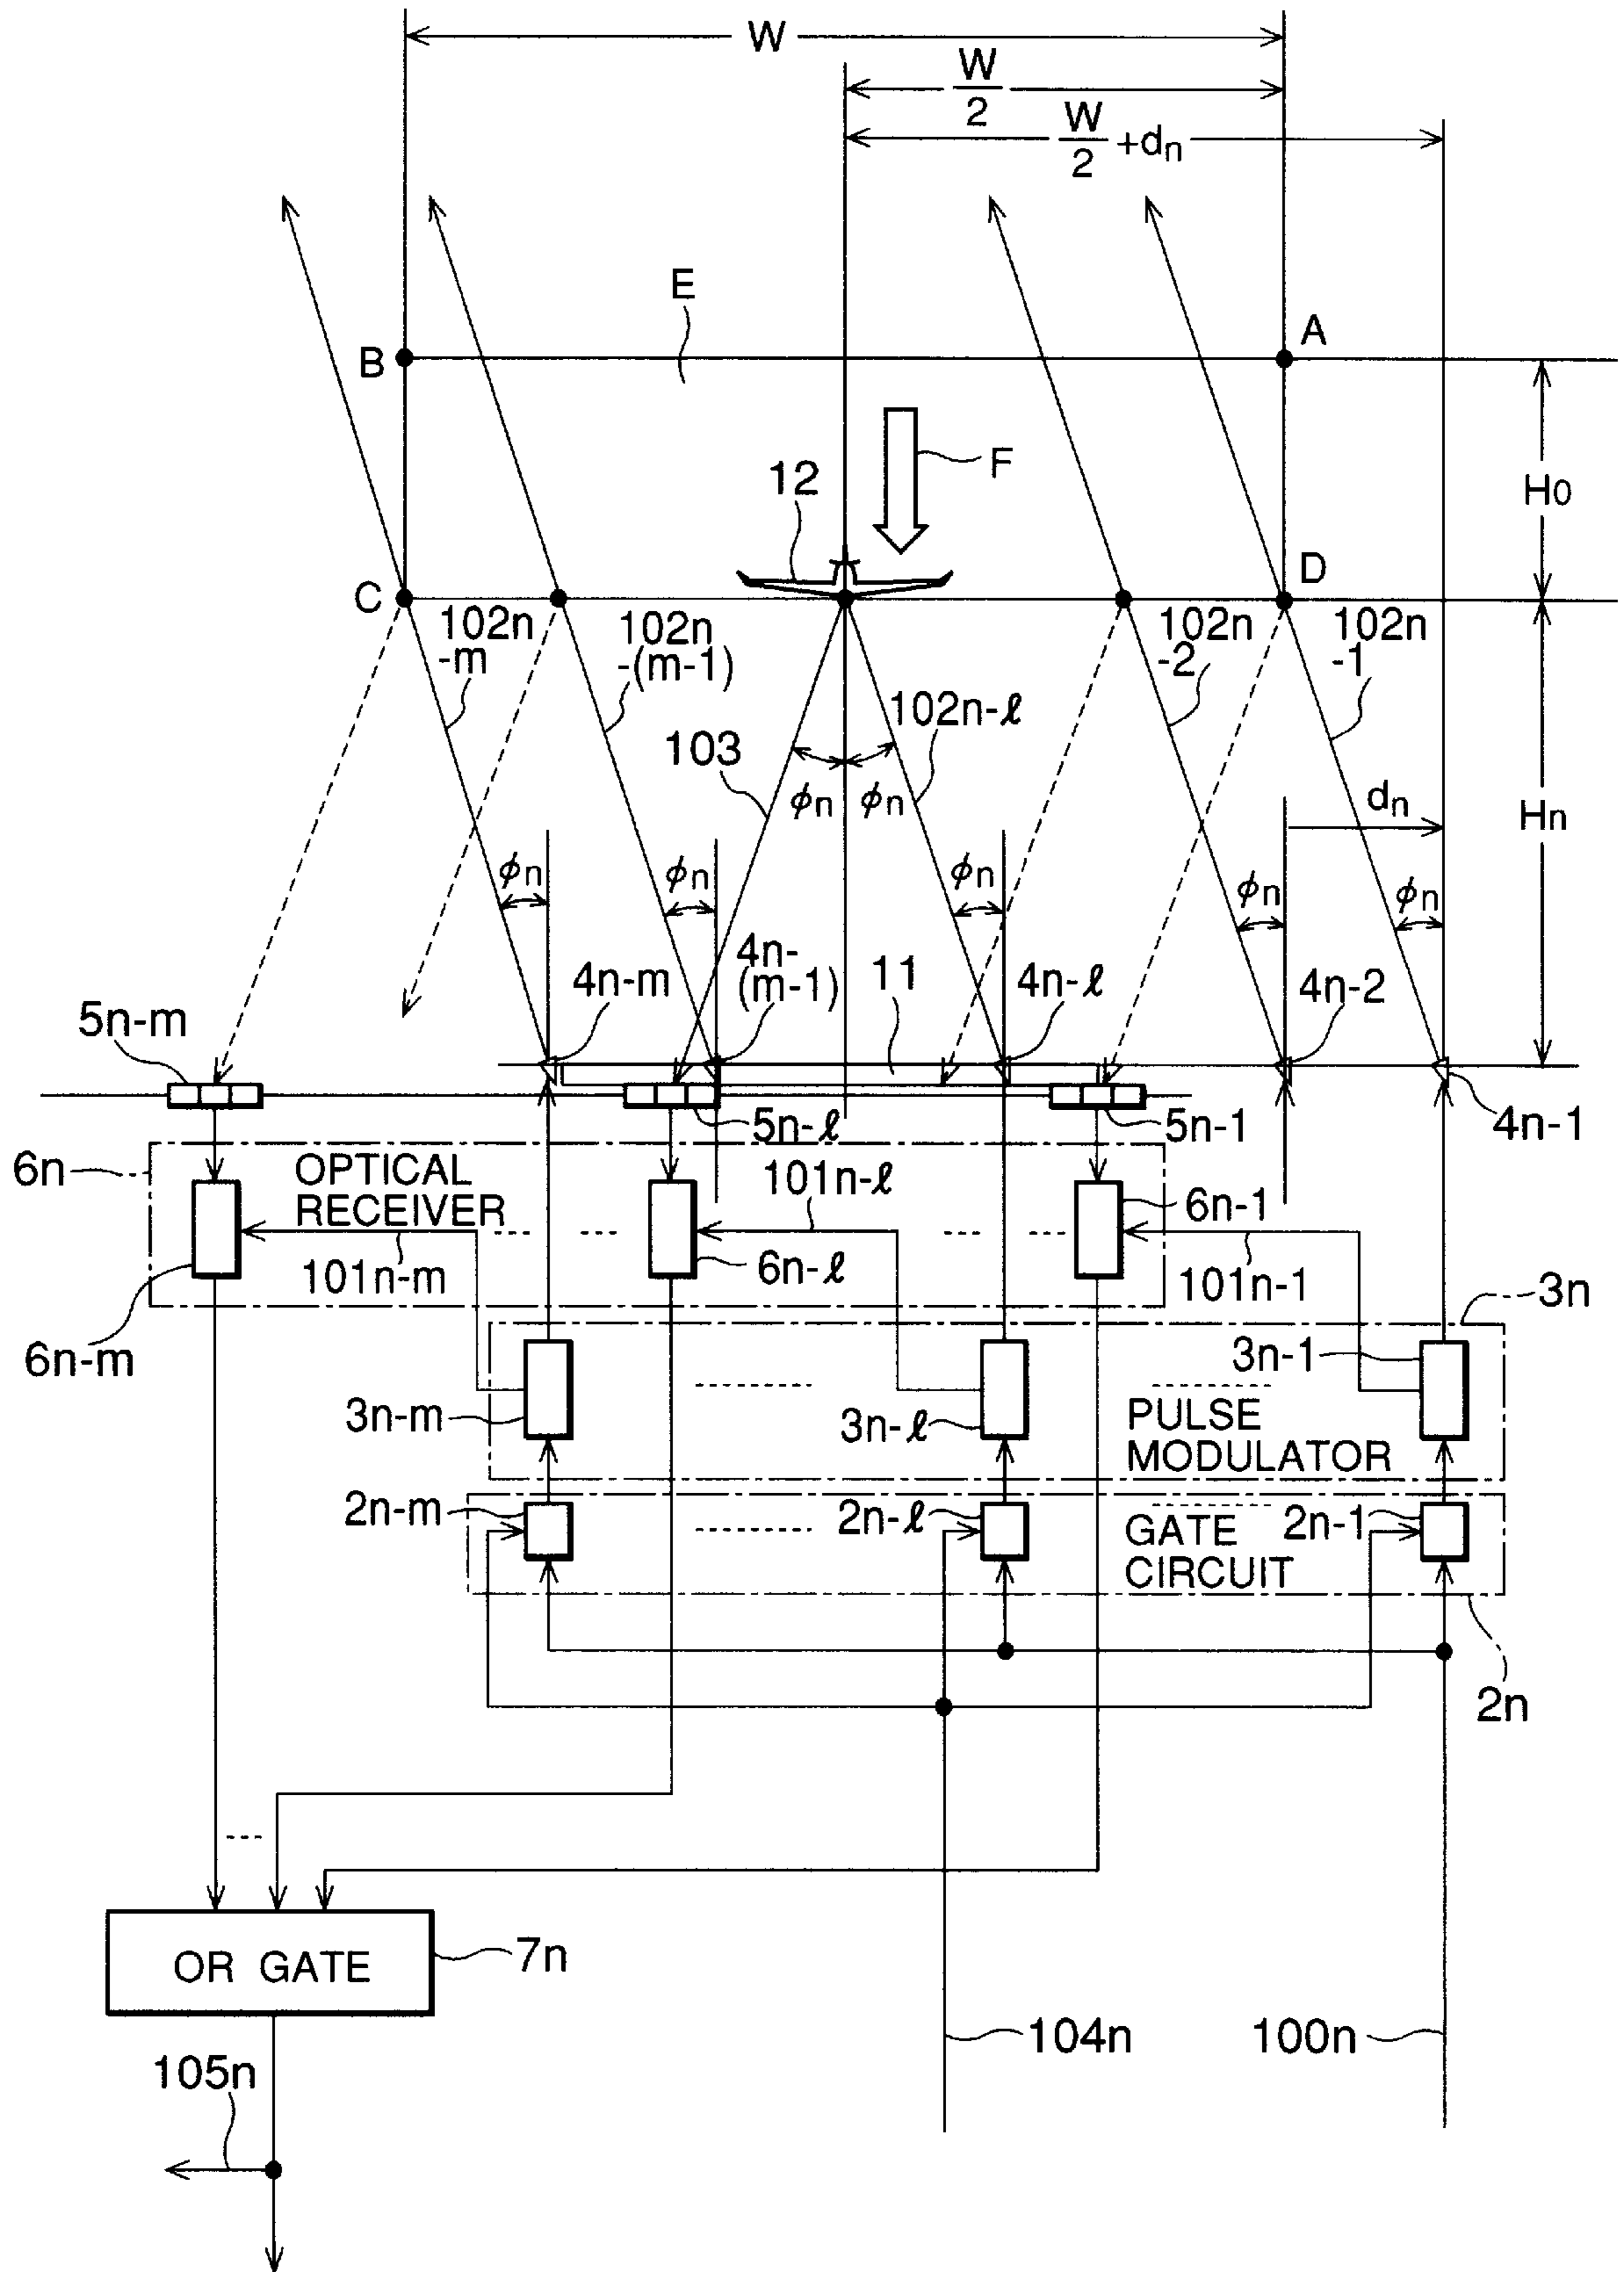 W
W
2
W
2
+dn
E
B
A
F
12
H0
C
D
102n
-m
102n
-(m-1)
102n
-2
102n
-1
102n-ℓ
103
ϕn
ϕn
dn
Hn
ϕn
ϕn
ϕn
ϕn
ϕn
4n-m
4n-
(m-1)
11
4n-ℓ
4n-2
5n-m
5n-ℓ
5n-1
4n-1
6n
OPTICAL
RECEIVER
101n-ℓ
6n-1
101n-m
6n-ℓ
101n-1
3n
6n-m
3n-1
3n-m
3n-ℓ
PULSE
MODULATOR
2n-m
2n-ℓ
GATE
CIRCUIT
2n-1
2n
OR GATE
7n
104n
100n
105n